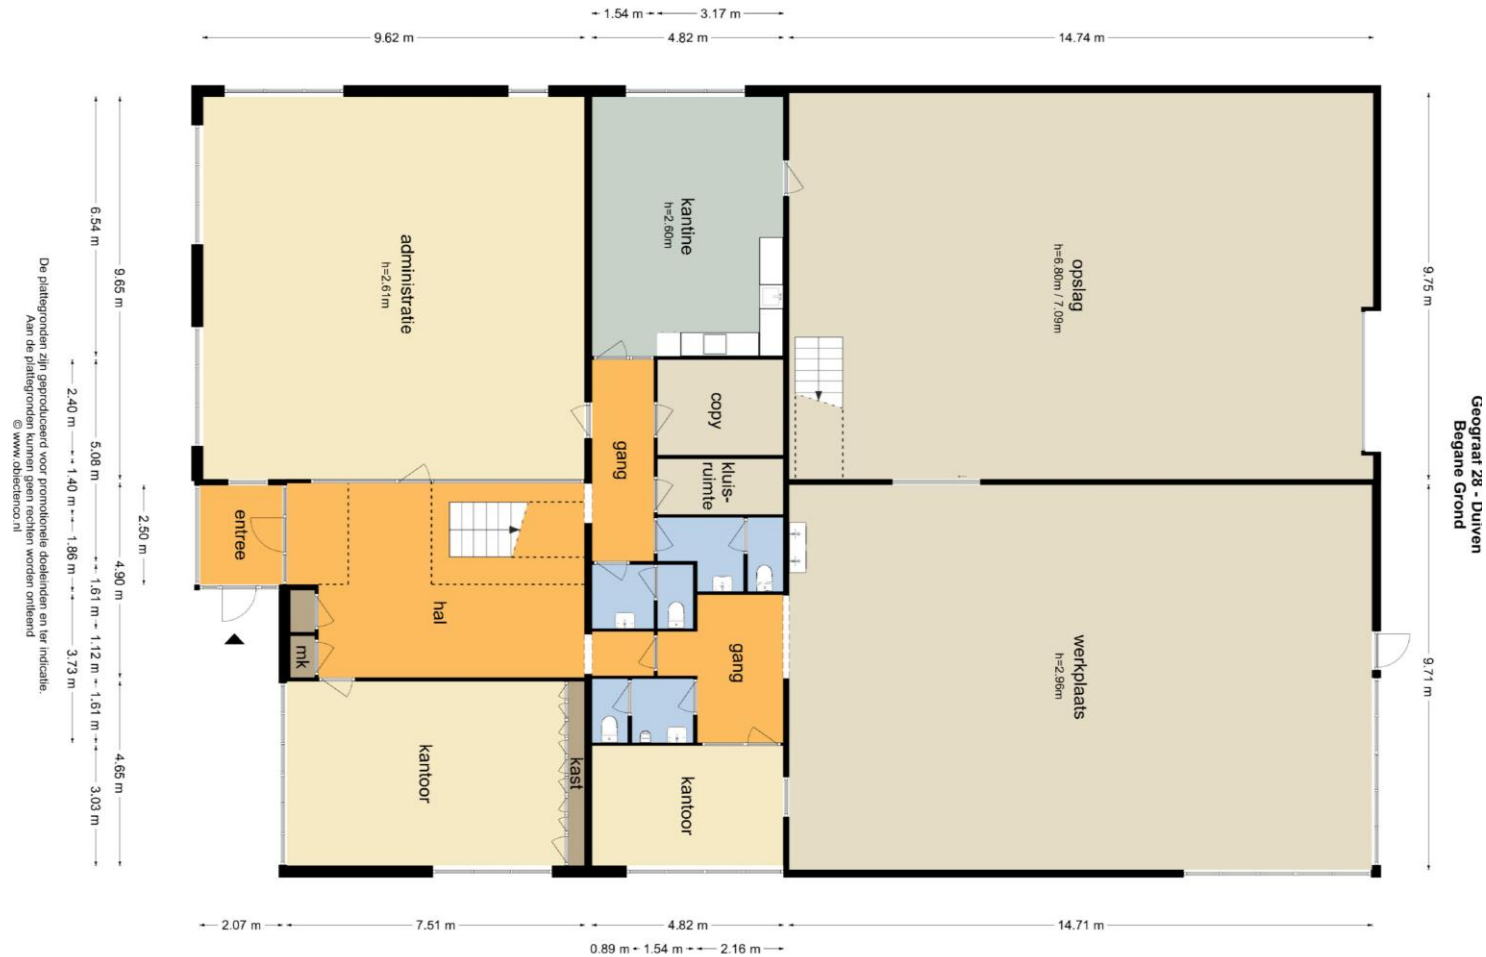 Geograaf 28 - Duiven
Begane Grond
1.54 m
3.17 m
9.62 m
4.82 m
14.74 m
9.65 m
6.54 m
5.08 m
2.40 m
1.40 m
1.86 m
2.50 m
4.90 m
1.61 m
1.12 m
1.61 m
3.73 m
4.65 m
3.03 m
9.75 m
9.71 m
administratie
h=2.61m
kantine
h=2.60m
opslag
h=6.80m / 7.09m
copy
gang
kluis-
ruimte
entree
hal
mk
gang
werkplaats
h=2.96m
kantoor
kast
kantoor
2.07 m
7.51 m
4.82 m
14.71 m
0.89 m
1.54 m
2.16 m
De plattegronden zijn geproduceerd voor promotionele doeleinden en ter indicatie.
Aan de plattegronden kunnen geen rechten worden ontleend
© www.objectenco.nl